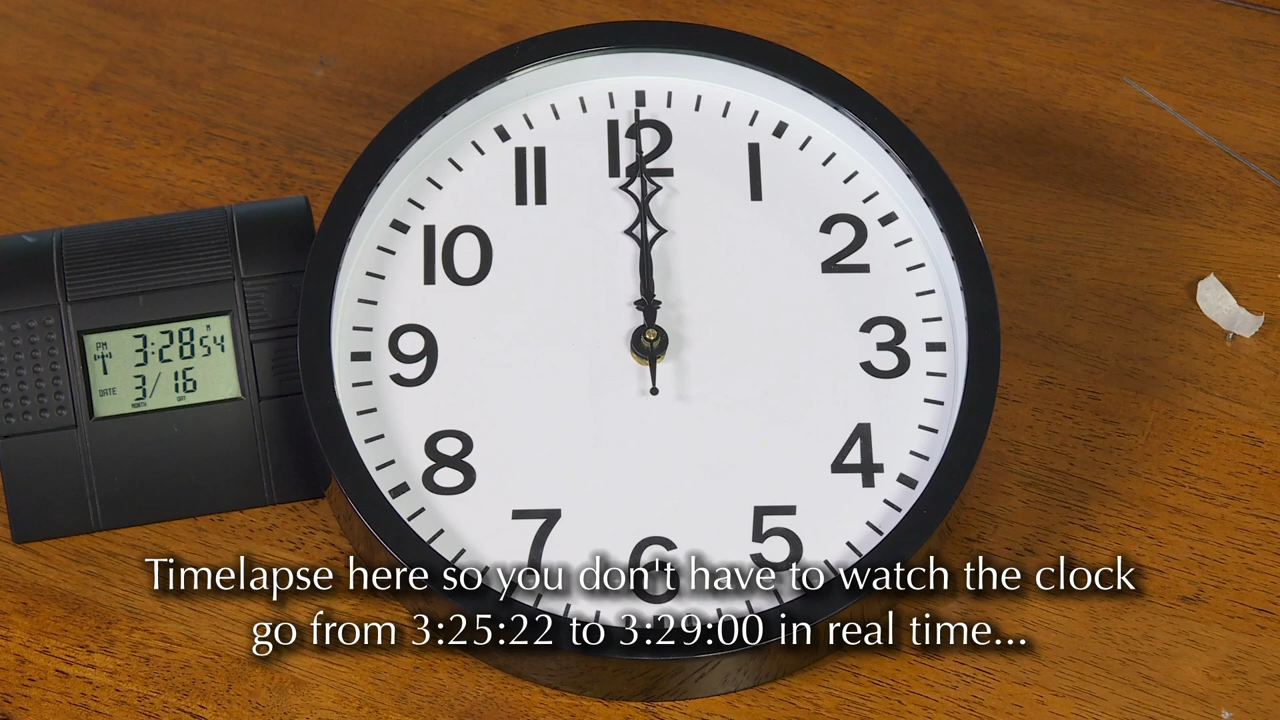 12
11
1
10
2
9
3
8
4
7
5
6
PM 3:28 54
DATE 3/16
MONTH DAY
Timelapse here so you don't have to watch the clock
go from 3:25:22 to 3:29:00 in real time...